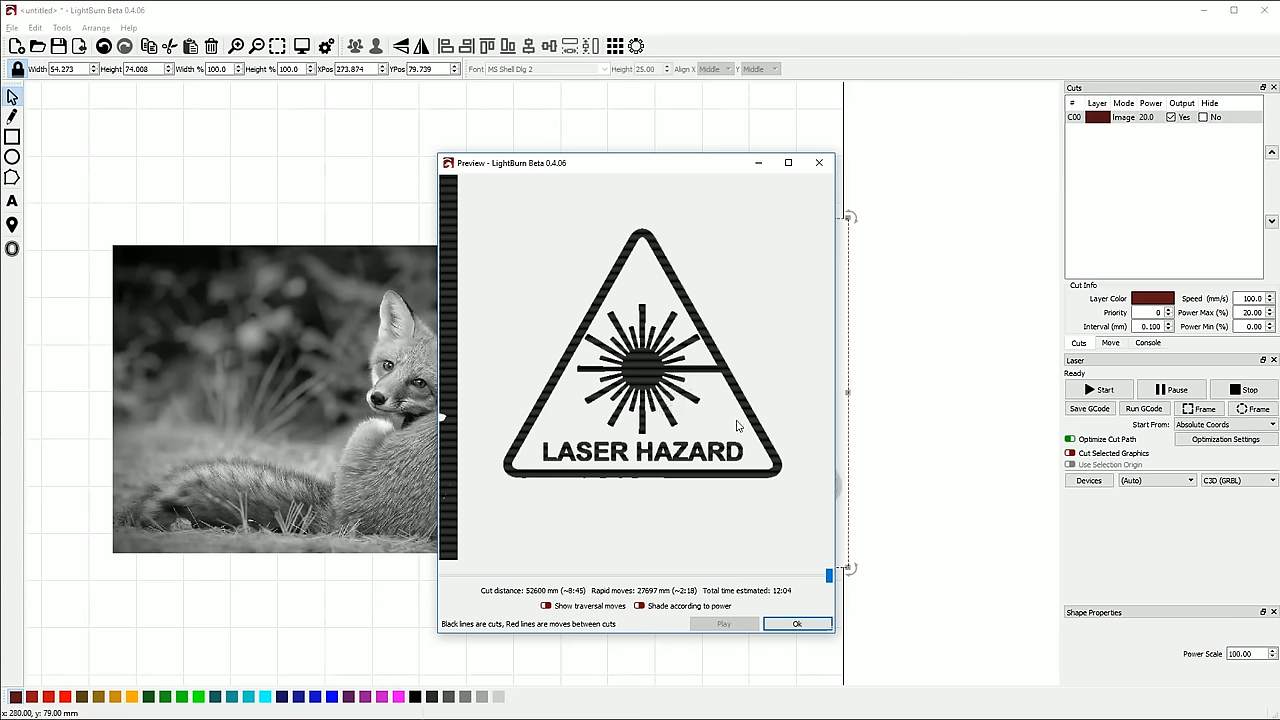 <untitled> * - LightBurn Beta 0.4.06
File Edit Tools Arrange Help
Width 54.273 Height 74.008 Width % 100.0 Height % 100.0 XPos 273.874 YPos 79.739 Font MS Shell Dlg 2 Height 25.00 Align X Middle Y Middle
Cuts
# Layer Mode Power Output Hide
C00 Image 20.0 Yes No
Preview - LightBurn Beta 0.4.06
LASER HAZARD
Cut distance: 52600 mm (~8:45) Rapid moves: 27697 mm (~2:18) Total time estimated: 12:04
Show traversal moves Shade according to power
Black lines are cuts, Red lines are moves between cuts Play Ok
Cut Info
Layer Color Speed (mm/s) 100.0
Priority 0 Power Max (%) 20.00
Interval (mm) 0.100 Power Min (%) 0.00
Cuts Move Console
Laser
Ready
Start Pause Stop
Save GCode Run GCode Frame Frame
Start From: Absolute Coords
Optimize Cut Path Optimization Settings
Cut Selected Graphics
Use Selection Origin
Devices (Auto) C3D (GRBL)
Shape Properties
Power Scale 100.00
x: 280.00, y: 79.00 mm